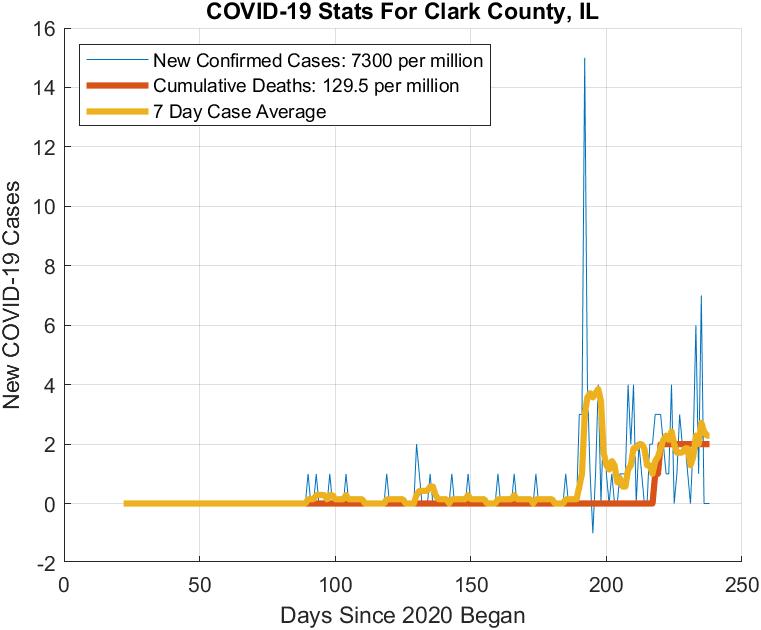 COVID-19 Stats For Clark County, IL
New Confirmed Cases: 7300 per million
Cumulative Deaths: 129.5 per million
7 Day Case Average
New COVID-19 Cases
16
14
12
10
8
6
4
2
0
-2
0 50 100 150 200 250
Days Since 2020 Began